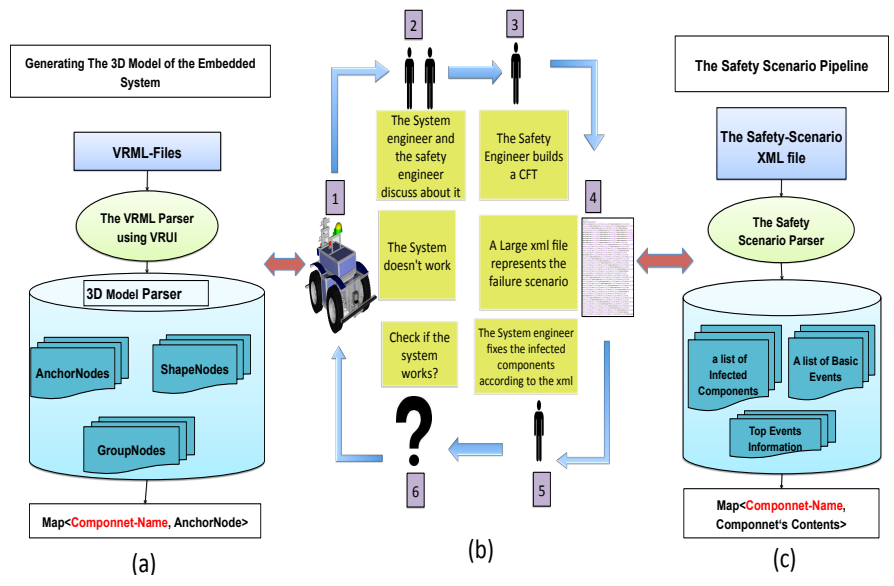 Generating The 3D Model of the Embedded
System
VRML-Files
The VRML Parser
using VRUI
3D Model Parser
AnchorNodes
ShapeNodes
GroupNodes
Map<Componnet-Name, AnchorNode>
(a)
2
3
The System
engineer and
the safety
engineer
discuss about it
The Safety
Engineer builds
a CFT
1
4
The System
doesn't work
A Large xml file
represents the
failure scenario
Check if the
system
works?
The System engineer
fixes the infected
components
according to the xml
?
6
5
(b)
The Safety Scenario Pipeline
The Safety-Scenario
XML file
The Safety
Scenario Parser
a list of
Infected
Components
A list of Basic
Events
Top Events
Information
Map<Componnet-Name,
Componnet‘s Contents>
(c)